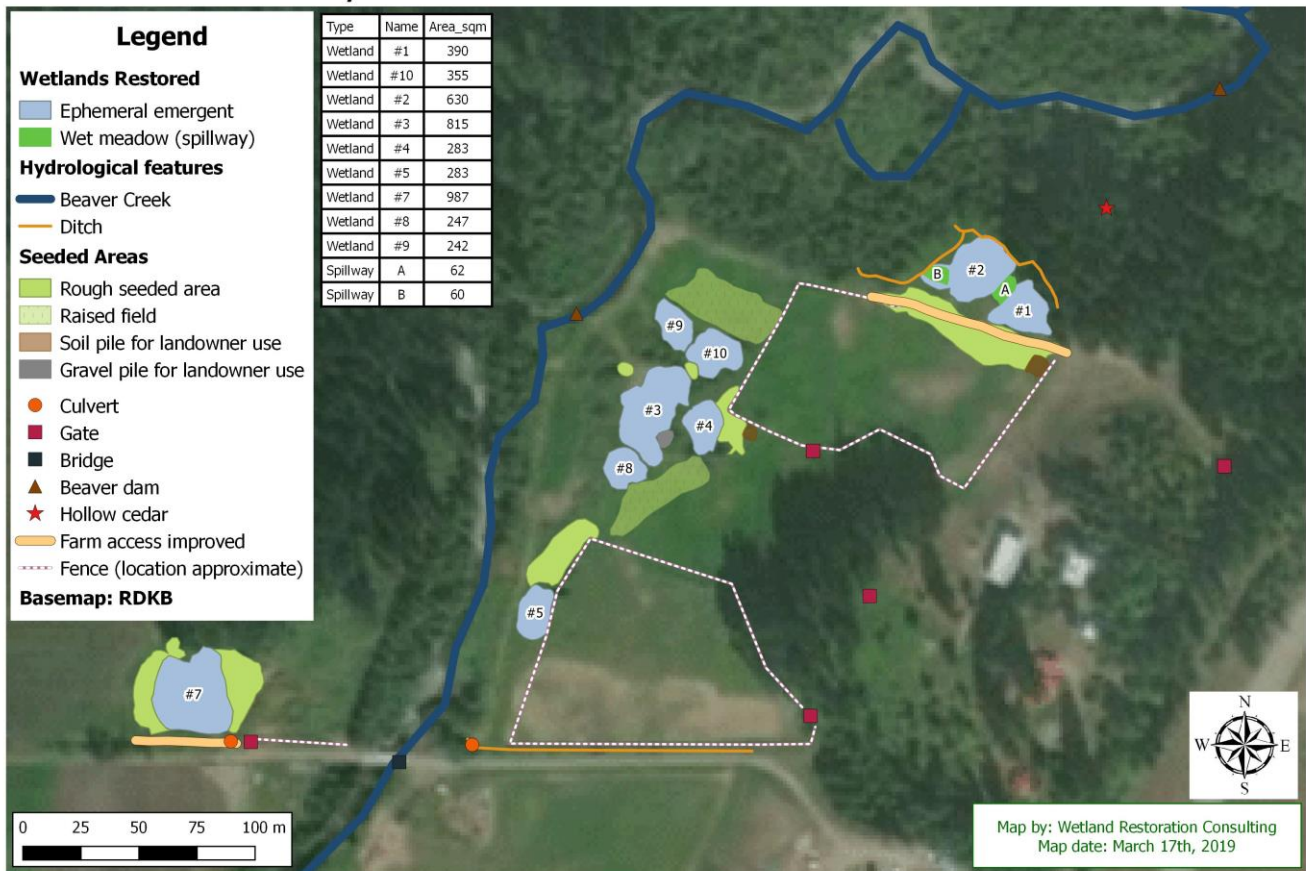 Legend
Wetlands Restored
Ephemeral emergent
Wet meadow (spillway)
Hydrological features
Beaver Creek
Ditch
Seeded Areas
Rough seeded area
Raised field
Soil pile for landowner use
Gravel pile for landowner use
Culvert
Gate
Bridge
Beaver dam
Hollow cedar
Farm access improved
Fence (location approximate)
Basemap: RDKB
Type Name Area_sqm
Wetland #1 390
Wetland #10 355
Wetland #2 630
Wetland #3 815
Wetland #4 283
Wetland #5 283
Wetland #7 987
Wetland #8 247
Wetland #9 242
Spillway A 62
Spillway B 60
B
#2
A
#1
#9
#10
#3
#4
#8
#5
#7
N
W E
S
0 25 50 75 100 m
Map by: Wetland Restoration Consulting
Map date: March 17th, 2019